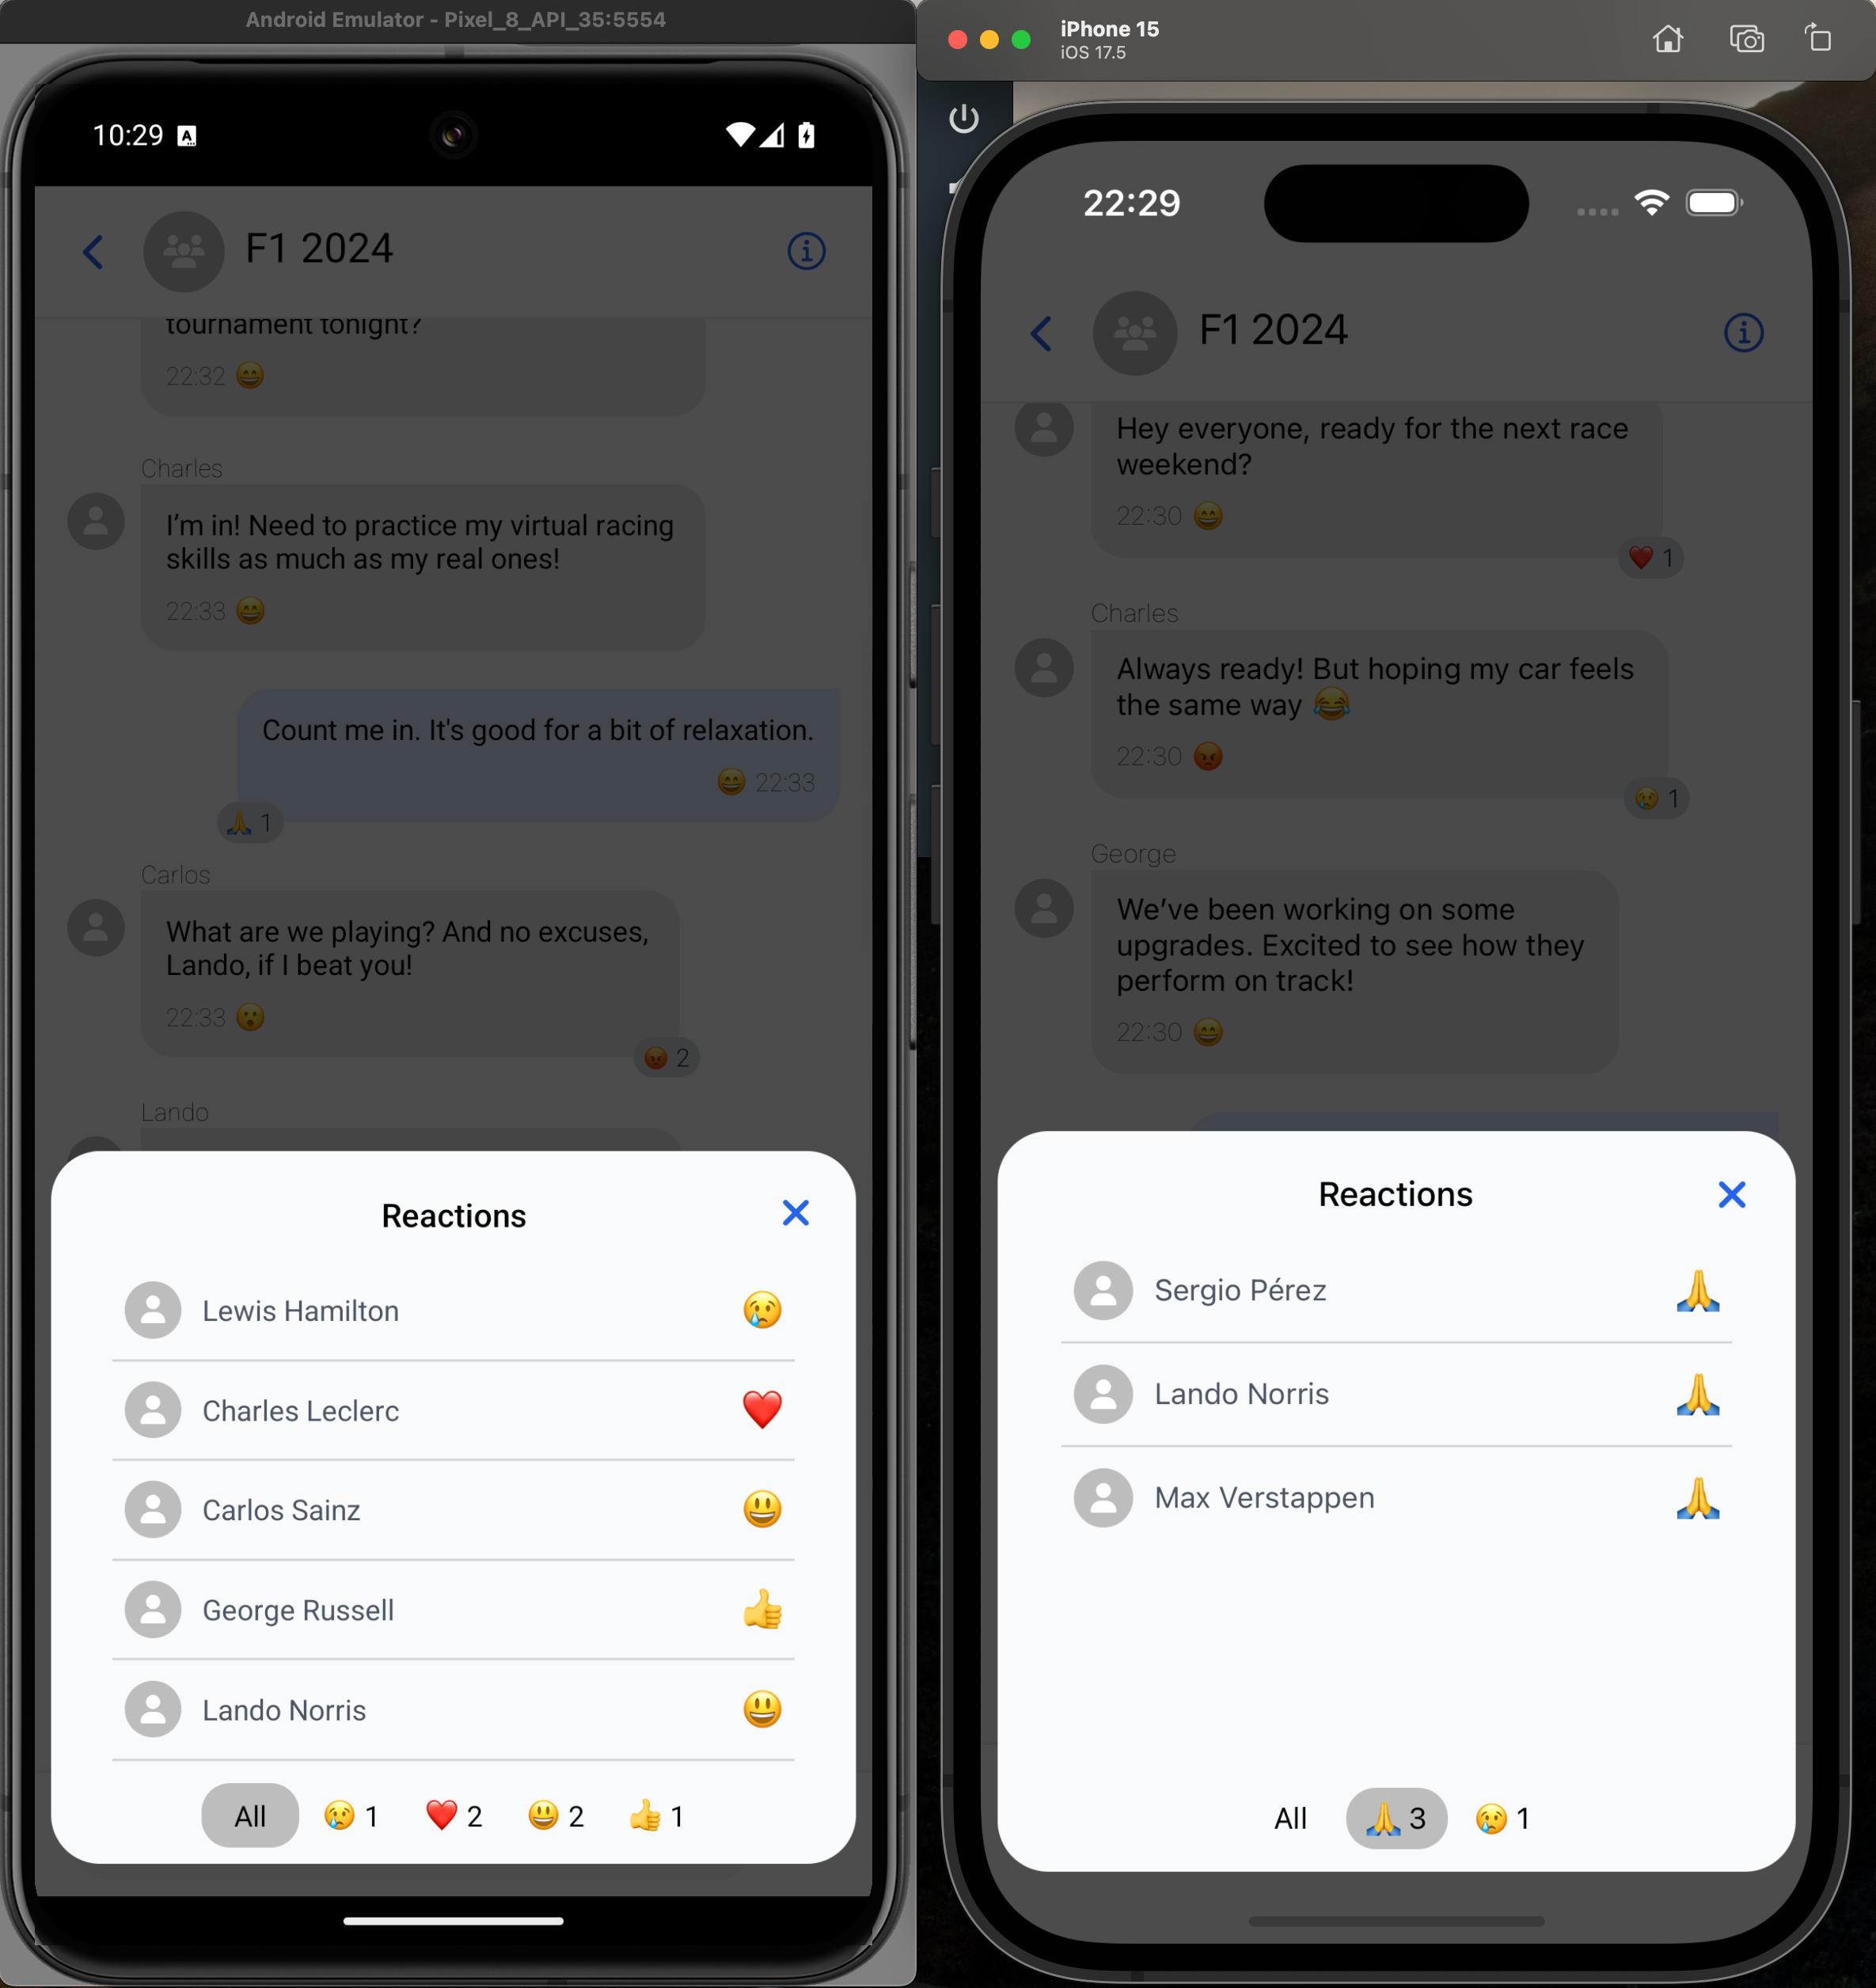 Android Emulator - Pixel_8_API_35:5554
10:29 A
F1 2024
tournament tonight?
22:32 😄
Charles
I’m in! Need to practice my virtual racing
skills as much as my real ones!
22:33 😄
Count me in. It's good for a bit of relaxation.
😄 22:33
🙏 1
Carlos
What are we playing? And no excuses,
Lando, if I beat you!
22:33 😮
😡 2
Lando
Reactions
Lewis Hamilton 😢
Charles Leclerc ❤️
Carlos Sainz 😃
George Russell 👍
Lando Norris 😃
All 😢 1 ❤️ 2 😃 2 👍 1
iPhone 15
iOS 17.5
22:29
F1 2024
Hey everyone, ready for the next race
weekend?
22:30 😄
❤️ 1
Charles
Always ready! But hoping my car feels
the same way 😂
22:30 😡
😢 1
George
We’ve been working on some
upgrades. Excited to see how they
perform on track!
22:30 😄
Reactions
Sergio Pérez 🙏
Lando Norris 🙏
Max Verstappen 🙏
All 🙏 3 😢 1